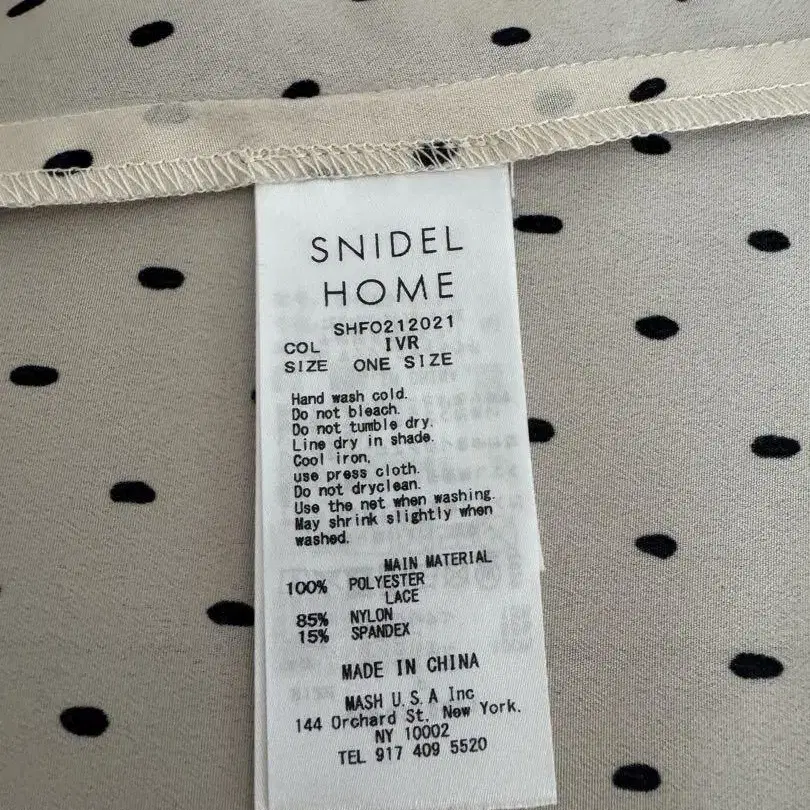 SNIDEL
HOME
SHFO212021
COL IVR
SIZE ONE SIZE
Hand wash cold.
Do not bleach.
Do not tumble dry.
Line dry in shade.
Cool iron,
use press cloth.
Do not dryclean.
Use the net when washing.
May shrink slightly when
washed.
MAIN MATERIAL
100% POLYESTER
LACE
85% NYLON
15% SPANDEX
MADE IN CHINA
MASH U.S.A Inc
144 Orchard St. New York.
NY 10002
TEL 917 409 5520